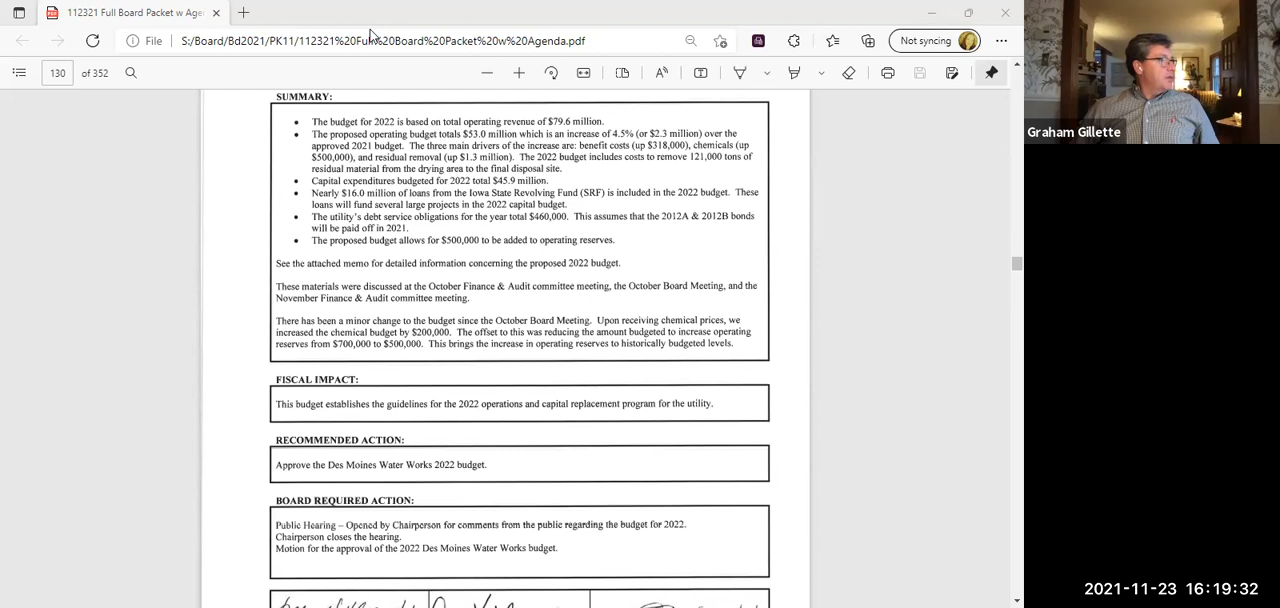 112321 Full Board Packet w Age
File S:/Board/Bd2021/PK11/112321%20Full%20Board%20Packet%20w%20Agenda.pdf
Not syncing
130 of 352
Graham Gillette
SUMMARY:
• The budget for 2022 is based on total operating revenue of $79.6 million.
• The proposed operating budget totals $53.0 million which is an increase of 4.5% (or $2.3 million) over the
approved 2021 budget. The three main drivers of the increase are: benefit costs (up $318,000), chemicals (up
$500,000), and residual removal (up $1.3 million). The 2022 budget includes costs to remove 121,000 tons of
residual material from the drying area to the final disposal site.
• Capital expenditures budgeted for 2022 total $45.9 million.
• Nearly $16.0 million of loans from the Iowa State Revolving Fund (SRF) is included in the 2022 budget. These
loans will fund several large projects in the 2022 capital budget.
• The utility's debt service obligations for the year total $460,000. This assumes that the 2012A & 2012B bonds
will be paid off in 2021.
• The proposed budget allows for $500,000 to be added to operating reserves.
See the attached memo for detailed information concerning the proposed 2022 budget.
These materials were discussed at the October Finance & Audit committee meeting, the October Board Meeting, and the
November Finance & Audit committee meeting.
There has been a minor change to the budget since the October Board Meeting. Upon receiving chemical prices, we
increased the chemical budget by $200,000. The offset to this was reducing the amount budgeted to increase operating
reserves from $700,000 to $500,000. This brings the increase in operating reserves to historically budgeted levels.
FISCAL IMPACT:
This budget establishes the guidelines for the 2022 operations and capital replacement program for the utility.
RECOMMENDED ACTION:
Approve the Des Moines Water Works 2022 budget.
BOARD REQUIRED ACTION:
Public Hearing – Opened by Chairperson for comments from the public regarding the budget for 2022.
Chairperson closes the hearing.
Motion for the approval of the 2022 Des Moines Water Works budget.
2021-11-23 16:19:32